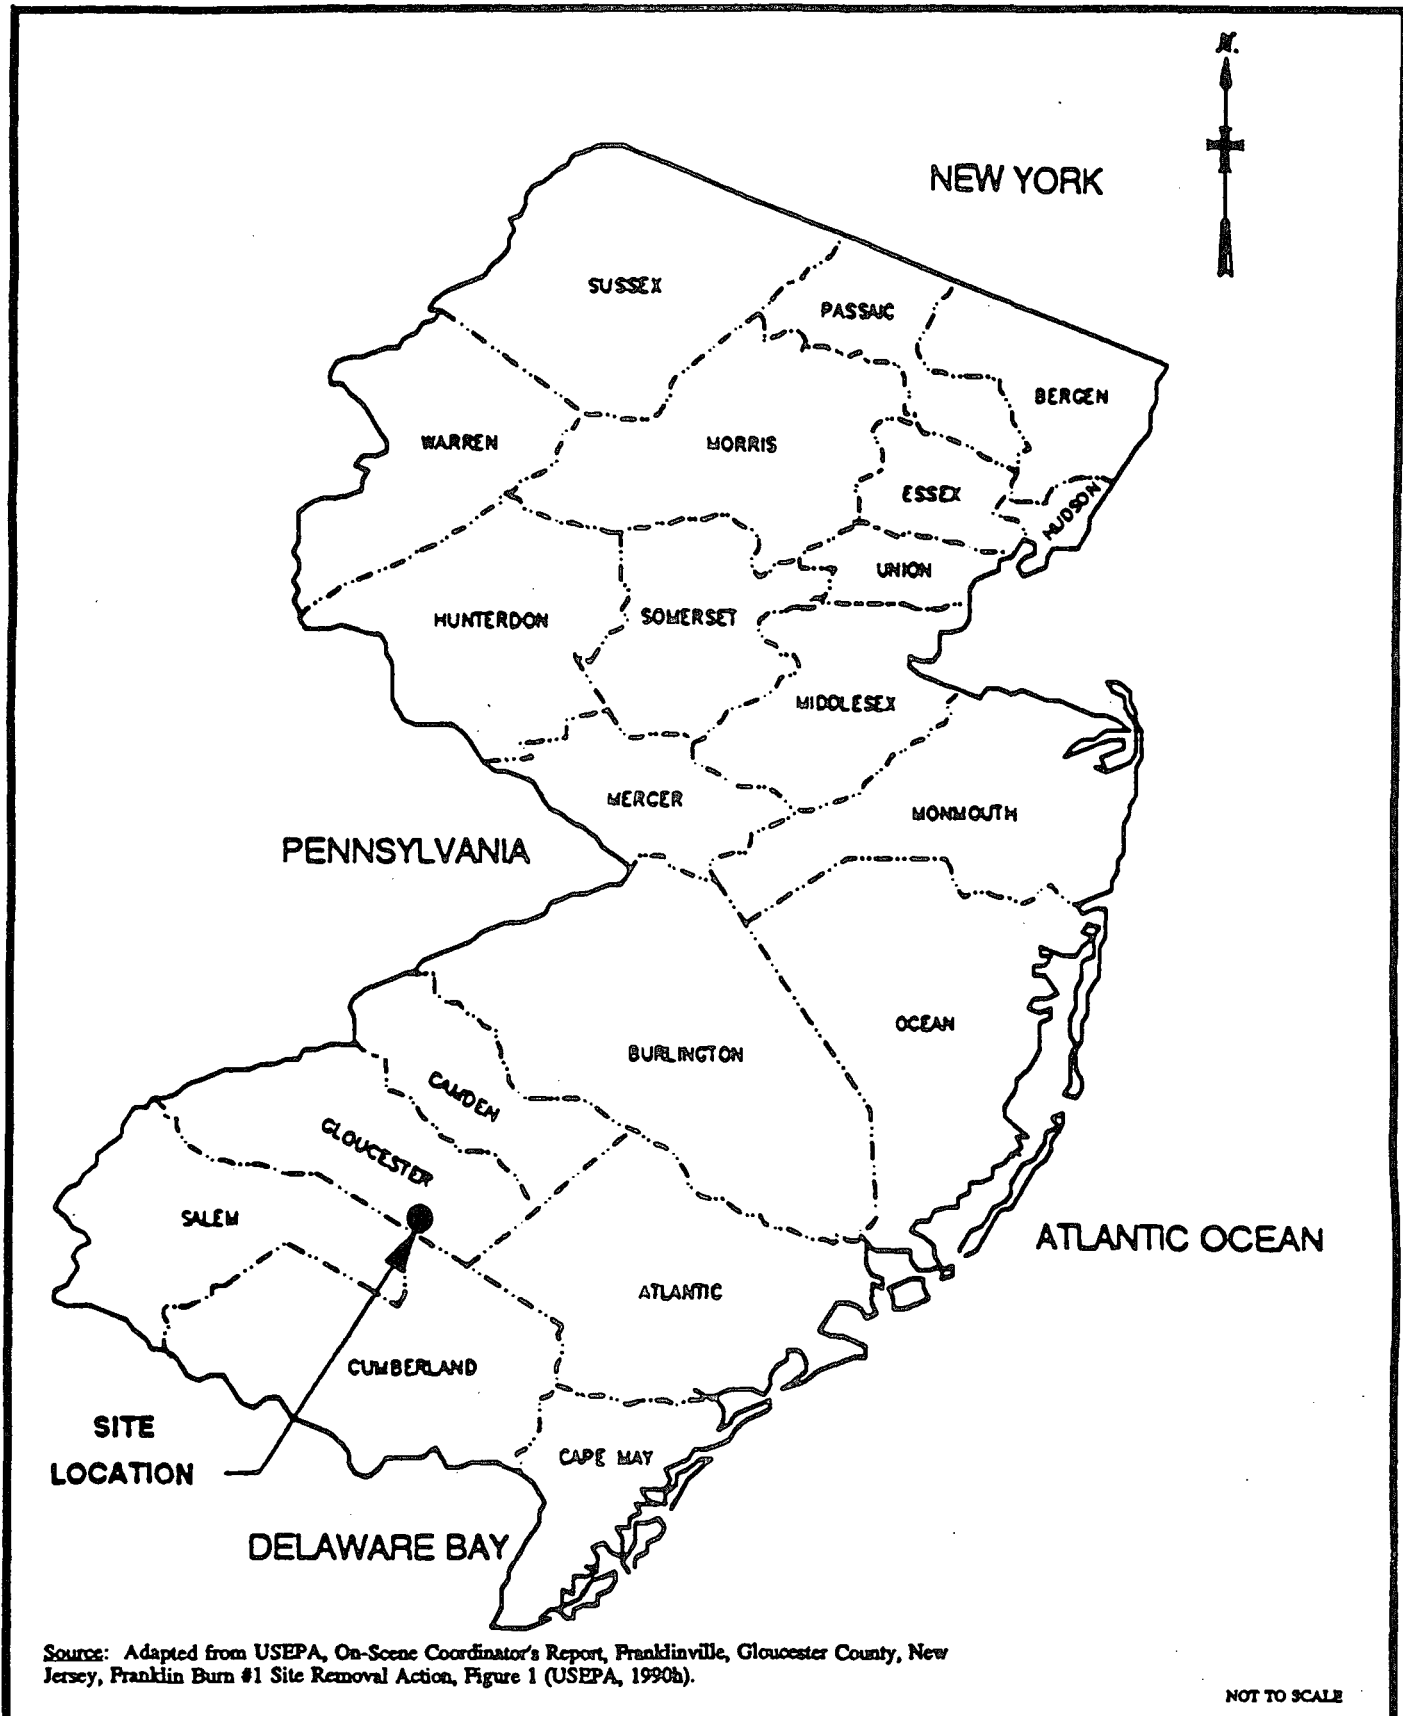 N.
NEW YORK
SUSSEX
PASSAIC
BERGEN
WARREN
MORRIS
ESSEX
HUDSON
UNION
HUNTERDON
SOMERSET
MIDDLESEX
MERCER
MONMOUTH
PENNSYLVANIA
OCEAN
BURLINGTON
CAMDEN
GLOUCESTER
SALEM
ATLANTIC OCEAN
ATLANTIC
CUMBERLAND
SITE
LOCATION
CAPE MAY
DELAWARE BAY
Source: Adapted from USEPA, On-Scene Coordinator's Report, Franklinville, Gloucester County, New
Jersey, Franklin Burn #1 Site Removal Action, Figure 1 (USEPA, 1990h).
NOT TO SCALE